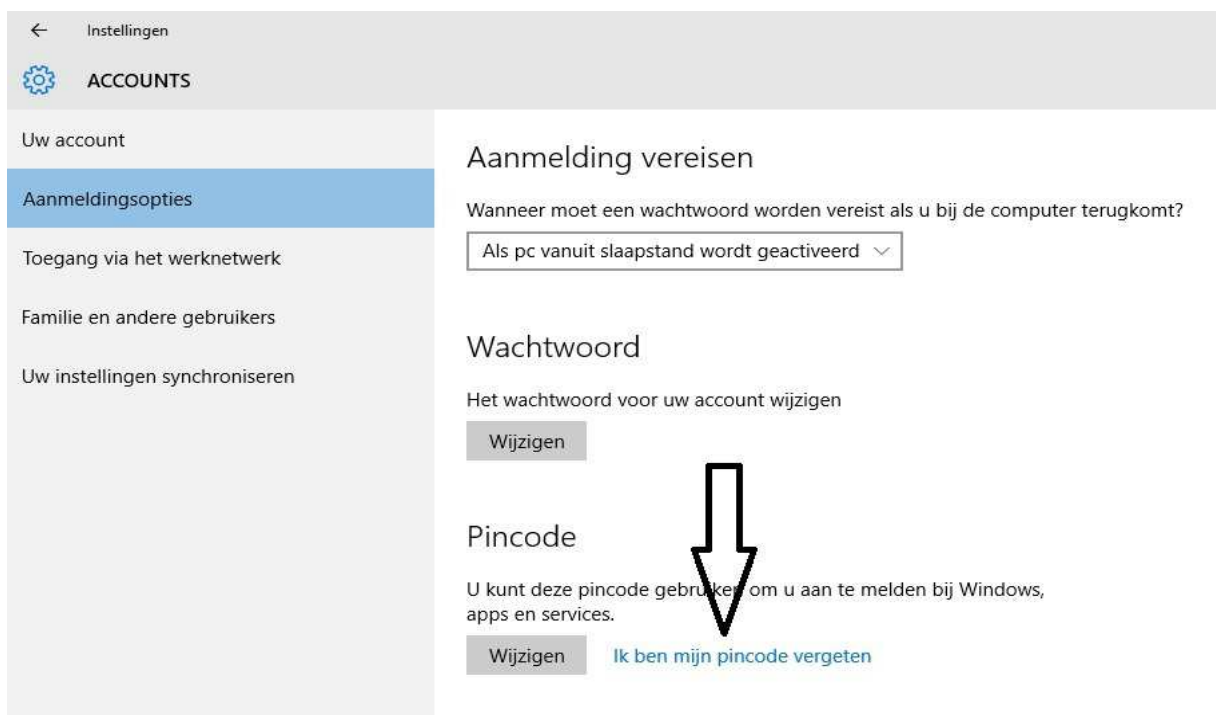 Instellingen
ACCOUNTS
Uw account
Aanmeldingsopties
Toegang via het werknetwerk
Familie en andere gebruikers
Uw instellingen synchroniseren
Aanmelding vereisen
Wanneer moet een wachtwoord worden vereist als u bij de computer terugkomt?
Als pc vanuit slaapstand wordt geactiveerd
Wachtwoord
Het wachtwoord voor uw account wijzigen
Wijzigen
Pincode
U kunt deze pincode gebruiken om u aan te melden bij Windows,
apps en services.
Wijzigen Ik ben mijn pincode vergeten